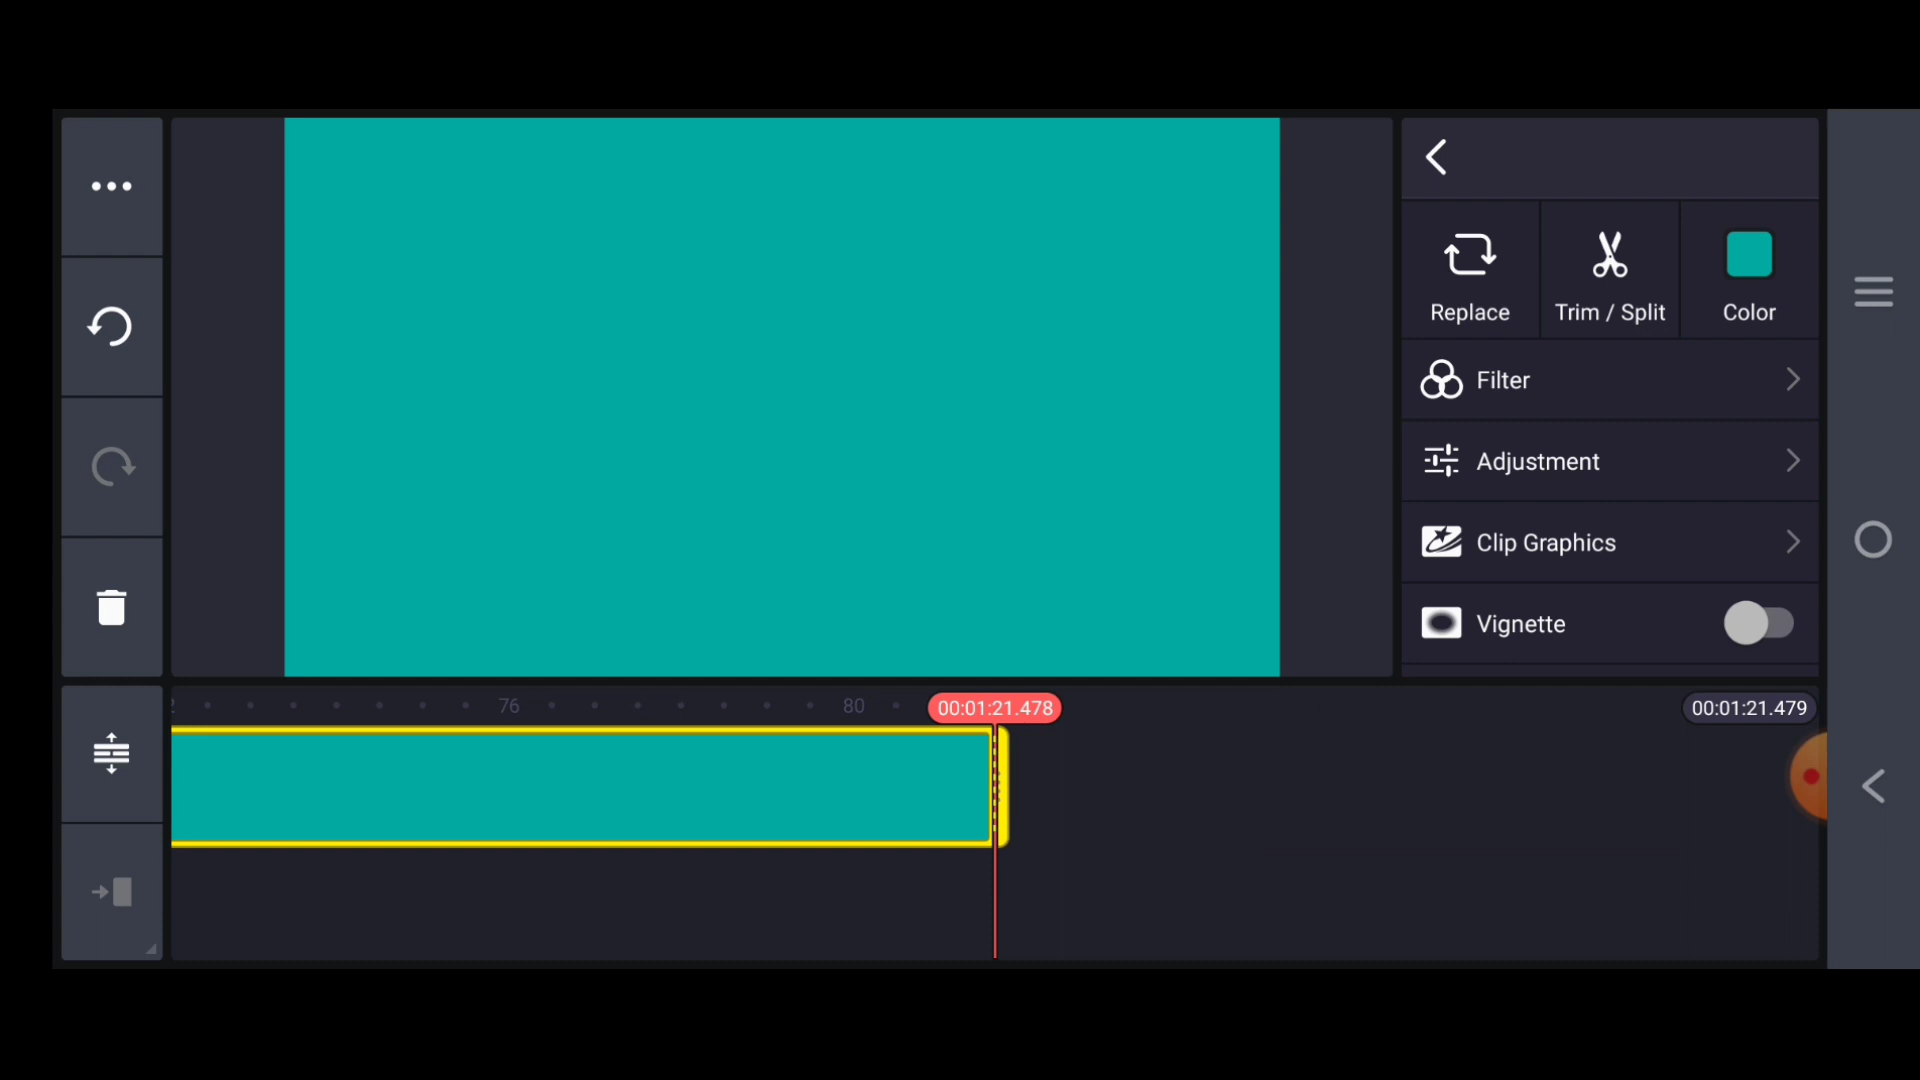 Replace
Trim / Split
Color
Filter
Adjustment
Clip Graphics
Vignette
76
80
00:01:21.478
00:01:21.479